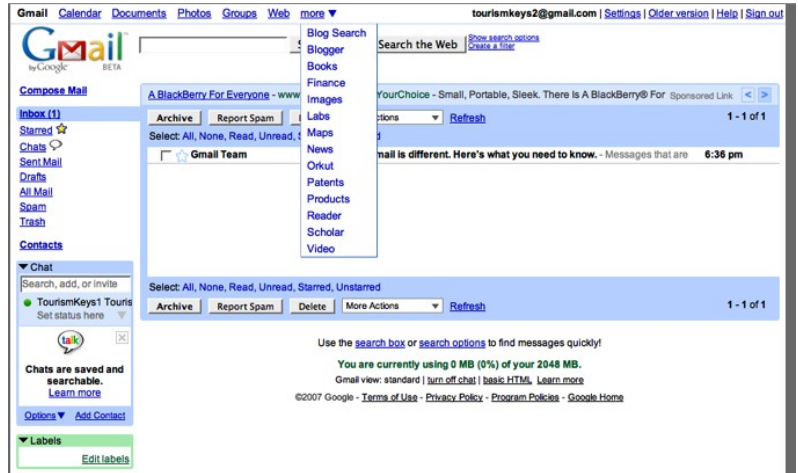 Gmail Calendar Documents Photos Groups Web more ▼ tourismkeys2@gmail.com | Settings | Older version | Help | Sign out
Gmail
by Google BETA
Search the Web
Show search options
Create a filter
Blog Search
Blogger
Books
Finance
Images
Labs
Maps
News
Orkut
Patents
Products
Reader
Scholar
Video
Compose Mail
Inbox (1)
Starred
Chats
Sent Mail
Drafts
All Mail
Spam
Trash
Contacts
A BlackBerry For Everyone - www YourChoice - Small, Portable, Sleek. There Is A BlackBerry® For Sponsored Link < >
Archive Report Spam ctions ▼ Refresh 1 - 1 of 1
Select: All, None, Read, Unread,
Gmail Team mail is different. Here's what you need to know. - Messages that are 6:36 pm
Select: All, None, Read, Unread, Starred, Unstarred
Archive Report Spam Delete More Actions ▼ Refresh 1 - 1 of 1
▼ Chat
Search, add, or invite
TourismKeys1 Touris
Set status here ▼
talk
Chats are saved and
searchable.
Learn more
Options ▼ Add Contact
▼ Labels
Edit labels
Use the search box or search options to find messages quickly!
You are currently using 0 MB (0%) of your 2048 MB.
Gmail view: standard | turn off chat | basic HTML Learn more
©2007 Google - Terms of Use - Privacy Policy - Program Policies - Google Home